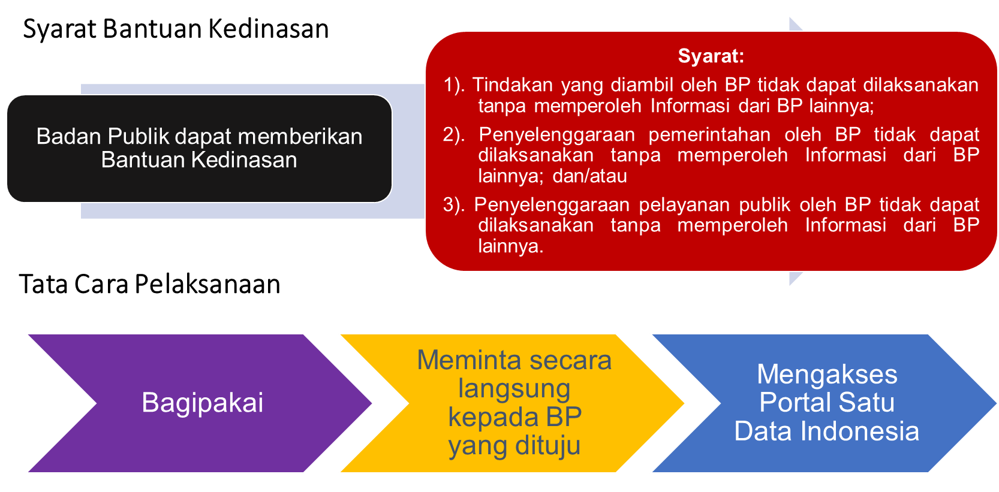 Syarat Bantuan Kedinasan
Badan Publik dapat memberikan
Bantuan Kedinasan
Syarat:
1). Tindakan yang diambil oleh BP tidak dapat dilaksanakan
tanpa memperoleh Informasi dari BP lainnya;
2). Penyelenggaraan pemerintahan oleh BP tidak dapat
dilaksanakan tanpa memperoleh Informasi dari BP
lainnya; dan/atau
3). Penyelenggaraan pelayanan publik oleh BP tidak dapat
dilaksanakan tanpa memperoleh Informasi dari BP
lainnya.
Tata Cara Pelaksanaan
Bagipakai
Meminta secara
langsung
kepada BP
yang dituju
Mengakses
Portal Satu
Data Indonesia